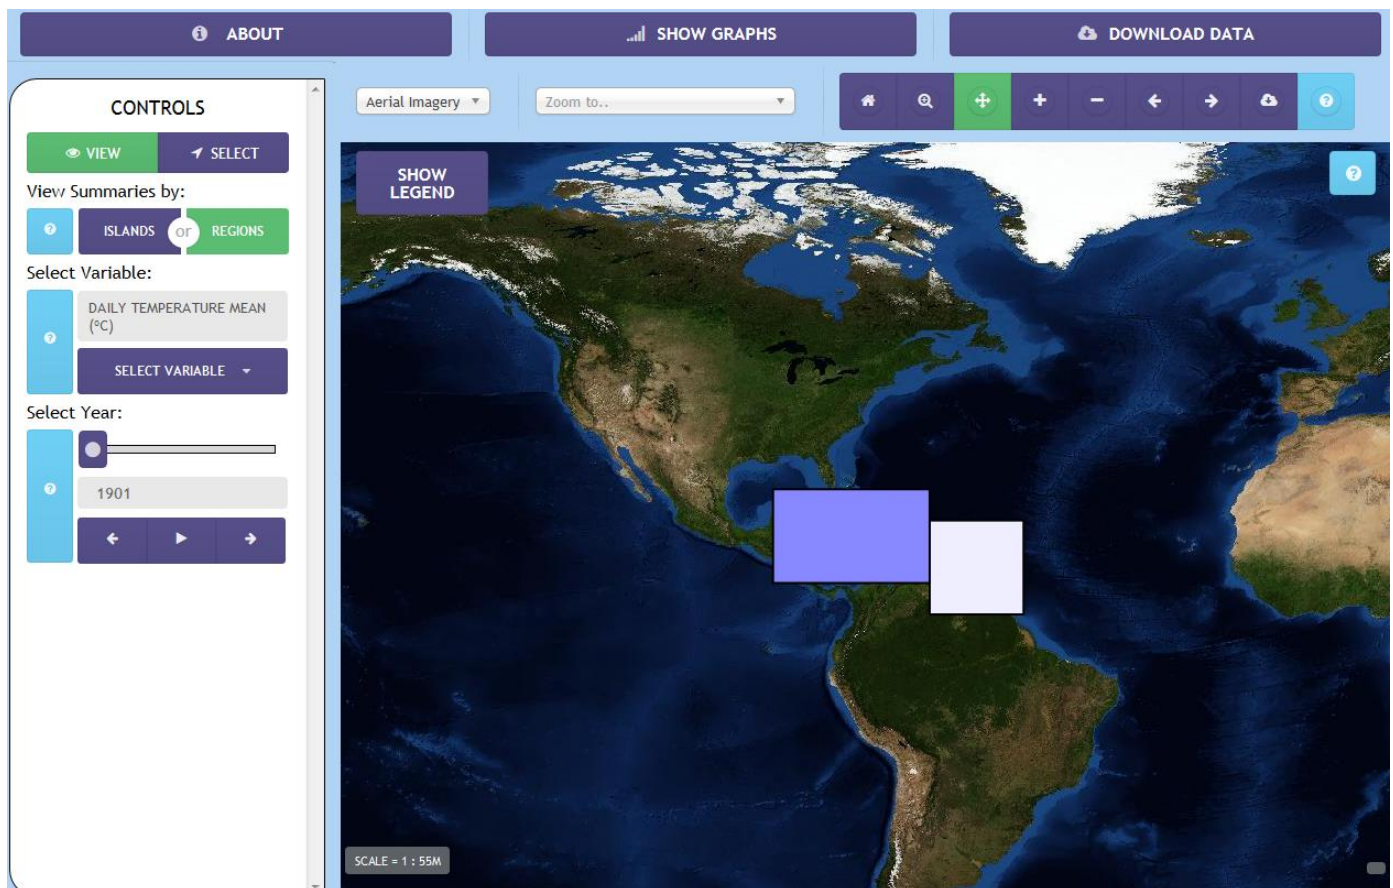 ABOUT
SHOW GRAPHS
DOWNLOAD DATA
CONTROLS
VIEW
SELECT
View Summaries by:
ISLANDS or REGIONS
Select Variable:
DAILY TEMPERATURE MEAN
(ºC)
SELECT VARIABLE
Select Year:
1901
Aerial Imagery
Zoom to..
SHOW
LEGEND
SCALE = 1 : 55M